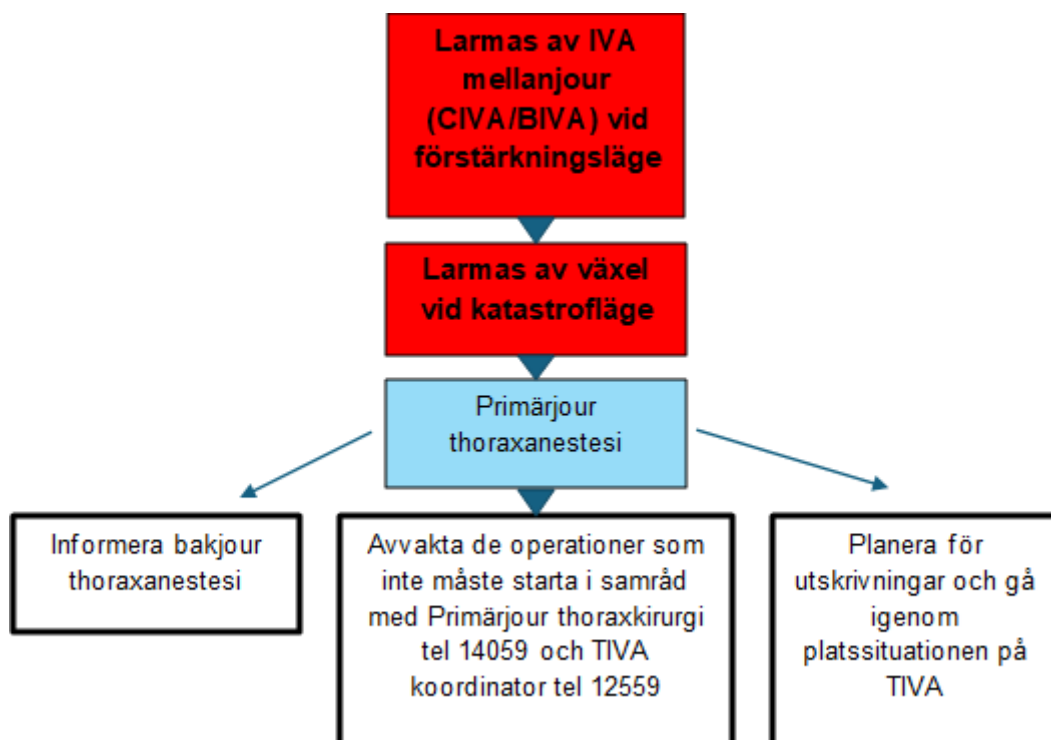 Larmas av IVA
mellanjour
(CIVA/BIVA) vid
förstärkningsläge
Larmas av växel
vid katastrofläge
Primärjour
thoraxanestesi
Informera bakjour
thoraxanestesi
Avvakta de operationer som
inte måste starta i samråd
med Primärjour thoraxkirurgi
tel 14059 och TIVA
koordinator tel 12559
Planera för
utskrivningar och gå
igenom
platssituationen på
TIVA